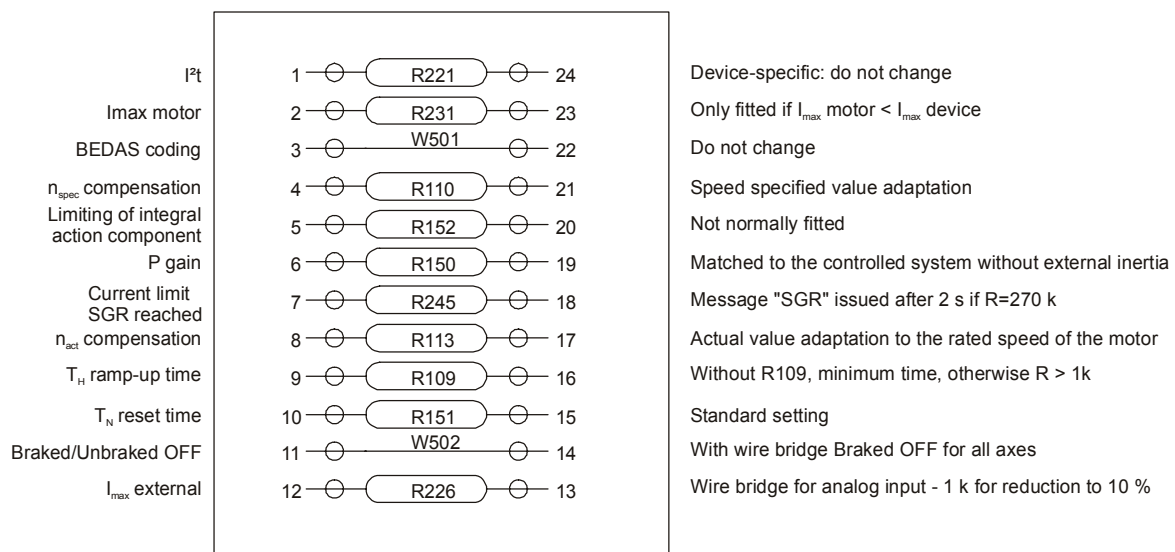 I²t 1 R221 24 Device-specific: do not change
Imax motor 2 R231 23 Only fitted if Imax motor < Imax device
BEDAS coding 3 W501 22 Do not change
nspec compensation 4 R110 21 Speed specified value adaptation
Limiting of integral
action component 5 R152 20 Not normally fitted
P gain 6 R150 19 Matched to the controlled system without external inertia
Current limit
SGR reached 7 R245 18 Message "SGR" issued after 2 s if R=270 k
nact compensation 8 R113 17 Actual value adaptation to the rated speed of the motor
TH ramp-up time 9 R109 16 Without R109, minimum time, otherwise R > 1k
TN reset time 10 R151 15 Standard setting
Braked/Unbraked OFF 11 W502 14 With wire bridge Braked OFF for all axes
Imax external 12 R226 13 Wire bridge for analog input - 1 k for reduction to 10 %